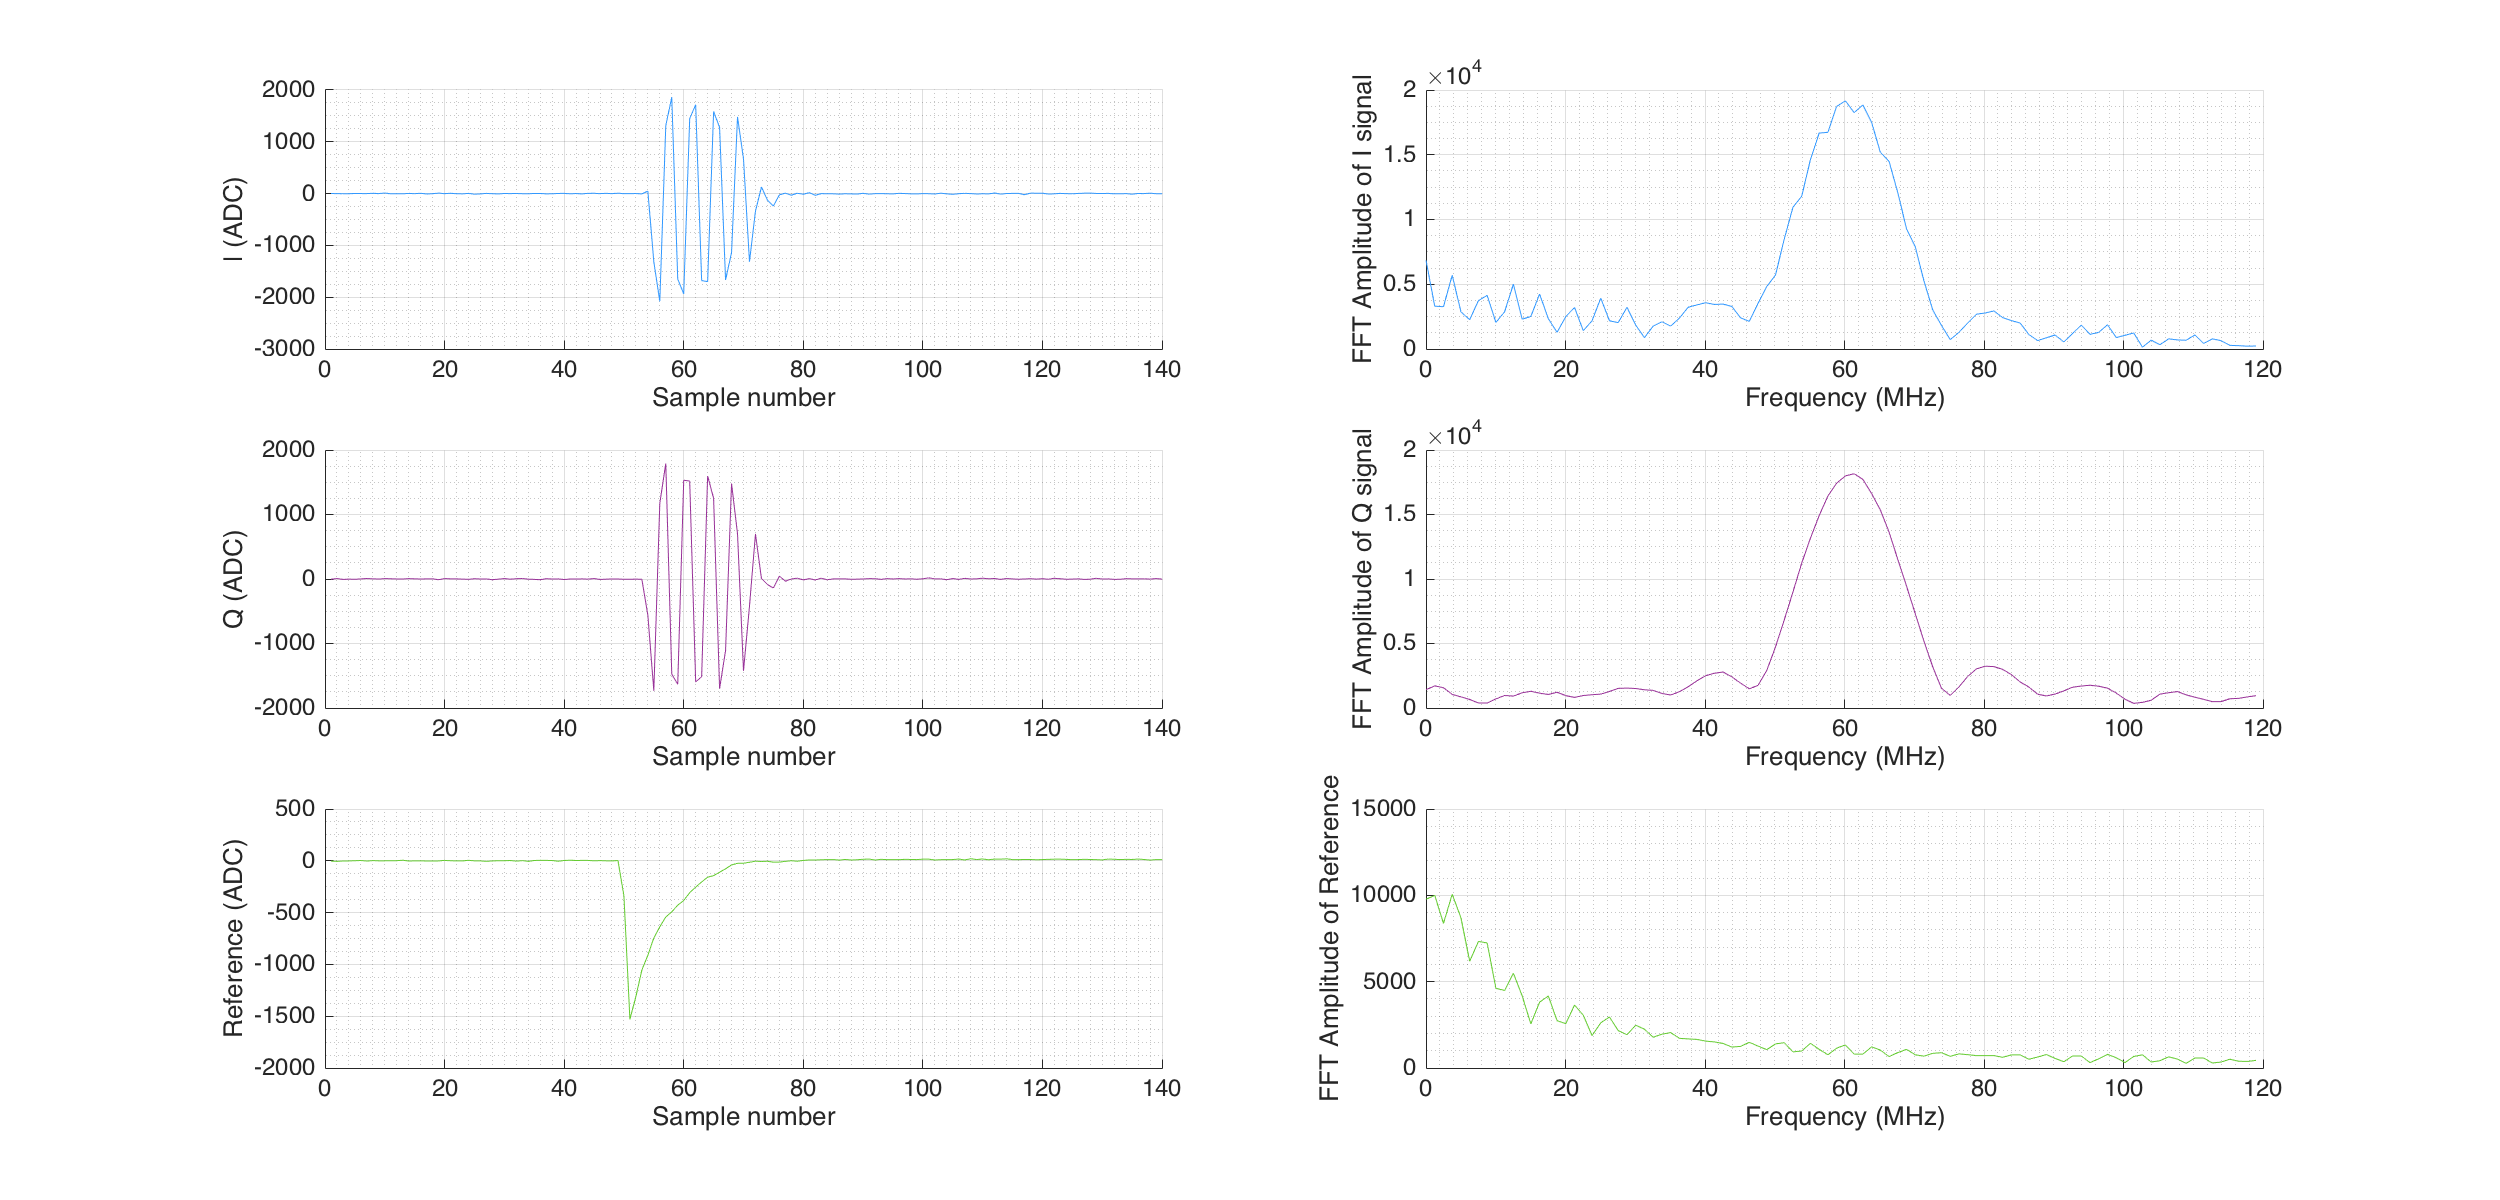 I (ADC)
2000
1000
0
-1000
-2000
-3000
0 20 40 60 80 100 120 140
Sample number
FFT Amplitude of I signal
×10^4
2
1.5
1
0.5
0
0 20 40 60 80 100 120
Frequency (MHz)
Q (ADC)
2000
1000
0
-1000
-2000
0 20 40 60 80 100 120 140
Sample number
FFT Amplitude of Q signal
×10^4
2
1.5
1
0.5
0
0 20 40 60 80 100 120
Frequency (MHz)
Reference (ADC)
500
0
-500
-1000
-1500
-2000
0 20 40 60 80 100 120 140
Sample number
FFT Amplitude of Reference
15000
10000
5000
0
0 20 40 60 80 100 120
Frequency (MHz)